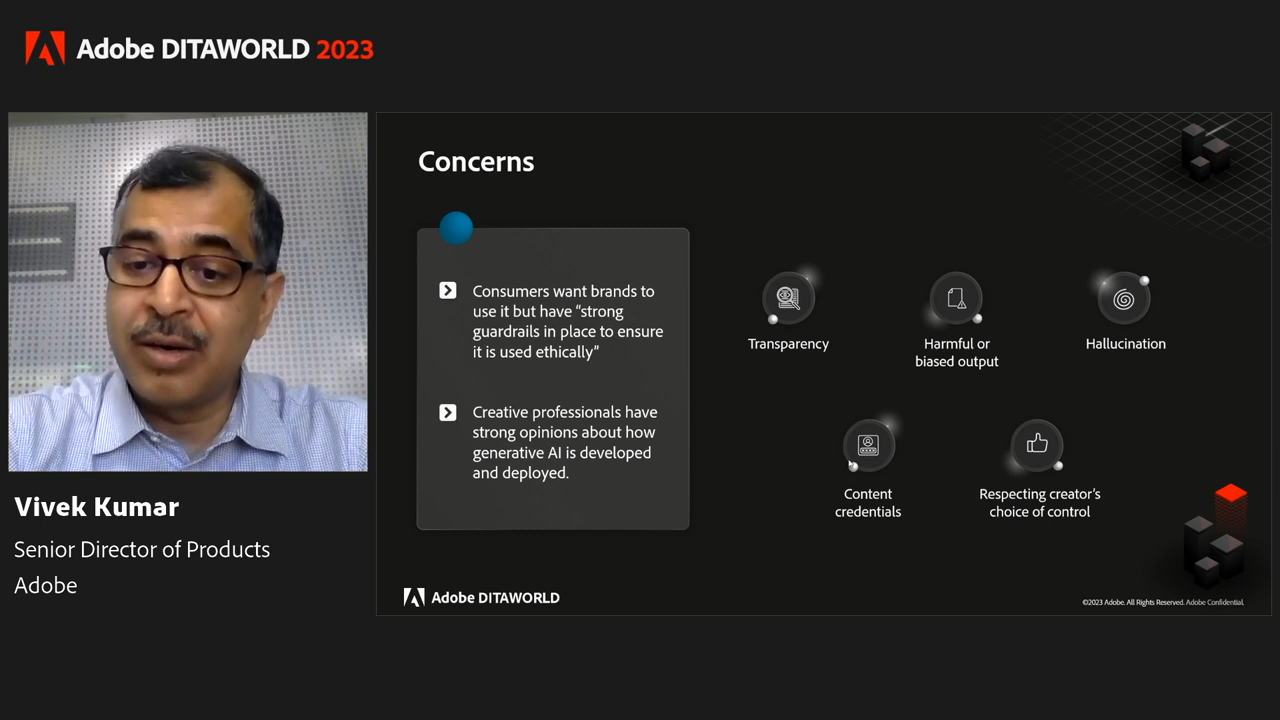 Adobe DITAWORLD 2023
Vivek Kumar
Senior Director of Products
Adobe
Concerns
Consumers want brands to
use it but have “strong
guardrails in place to ensure
it is used ethically”
Creative professionals have
strong opinions about how
generative AI is developed
and deployed.
Transparency
Harmful or
biased output
Hallucination
Content
credentials
Respecting creator’s
choice of control
Adobe DITAWORLD
©2023 Adobe. All Rights Reserved. Adobe Confidential.